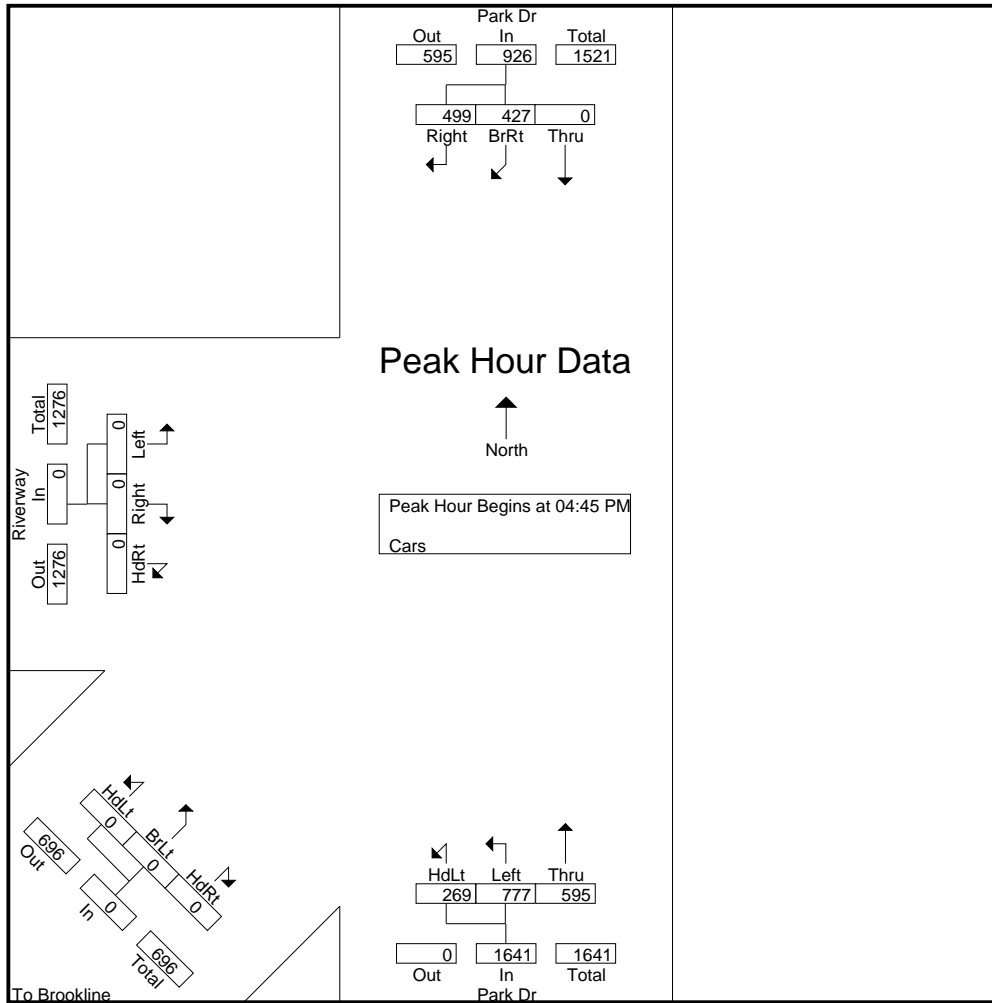 Park Dr
Out In Total
595 926 1521
499 427 0
Right BrRt Thru
Peak Hour Data
North
Peak Hour Begins at 04:45 PM
Cars
Riverway
Total In Out
1276 0 1276
0 0 0
Left Right HdRt
HdLt BrLt HdRt
0 0 0
696 0 696
Out In Total
To Brookline
HdLt Left Thru
269 777 595
0 1641 1641
Out In Total
Park Dr